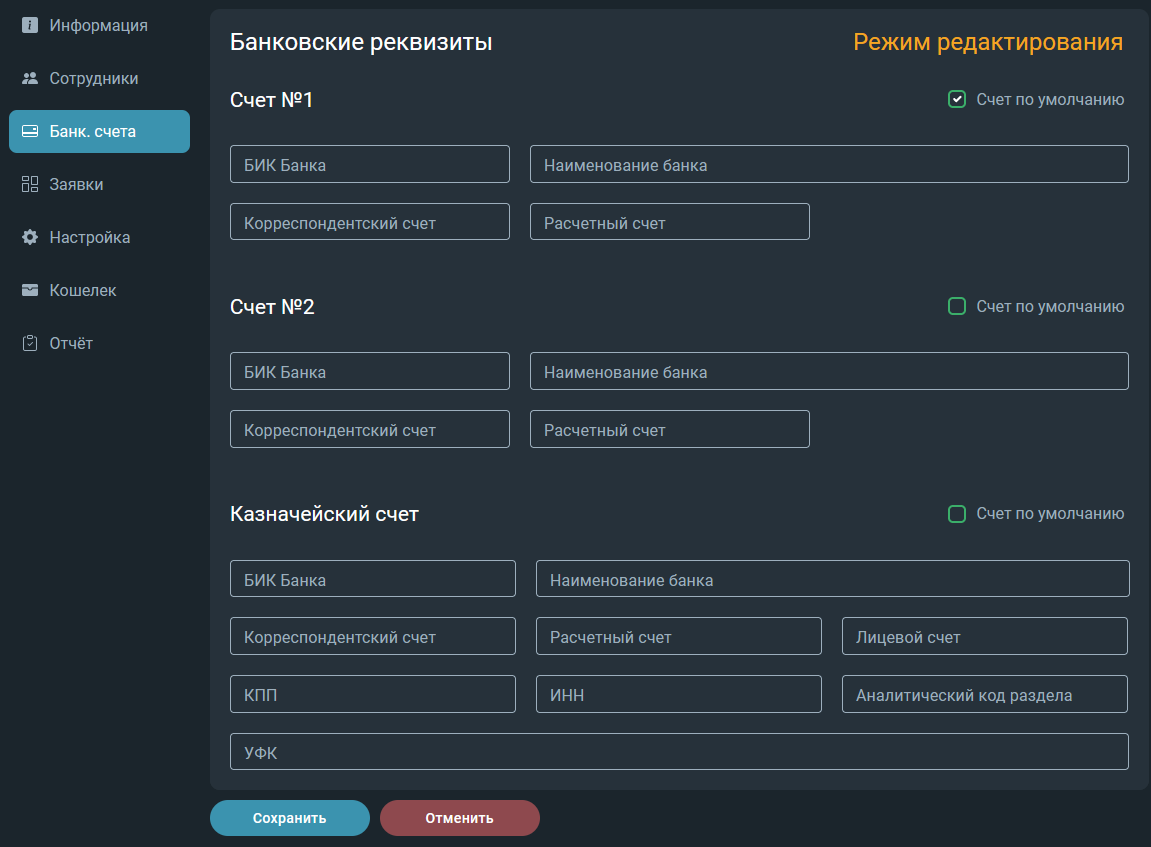 Информация
Сотрудники
Банк. счета
Заявки
Настройка
Кошелек
Отчёт
Банковские реквизиты
Режим редактирования
Счет №1
Счет по умолчанию
БИК Банка
Наименование банка
Корреспондентский счет
Расчетный счет
Счет №2
Счет по умолчанию
БИК Банка
Наименование банка
Корреспондентский счет
Расчетный счет
Казначейский счет
Счет по умолчанию
БИК Банка
Наименование банка
Корреспондентский счет
Расчетный счет
Лицевой счет
КПП
ИНН
Аналитический код раздела
УФК
Сохранить
Отменить